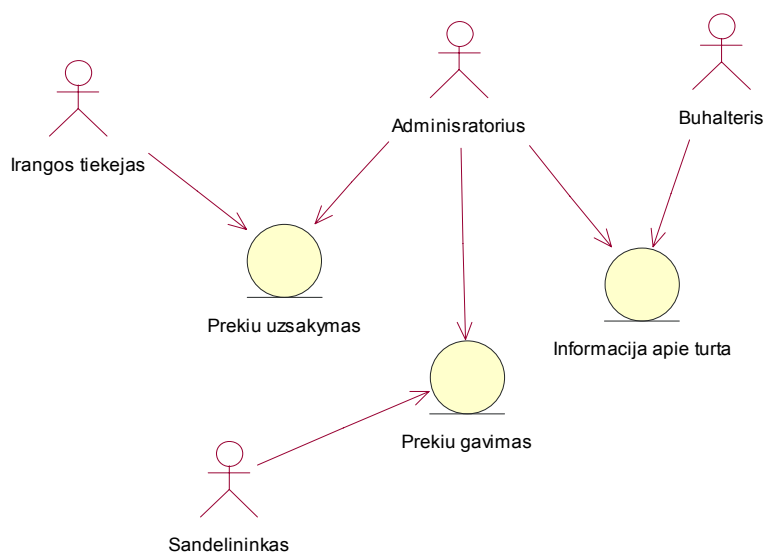 Buhalteris
Adminisratorius
Irangos tiekejas
Prekiu uzsakymas
Informacija apie turta
Prekiu gavimas
Sandelininkas